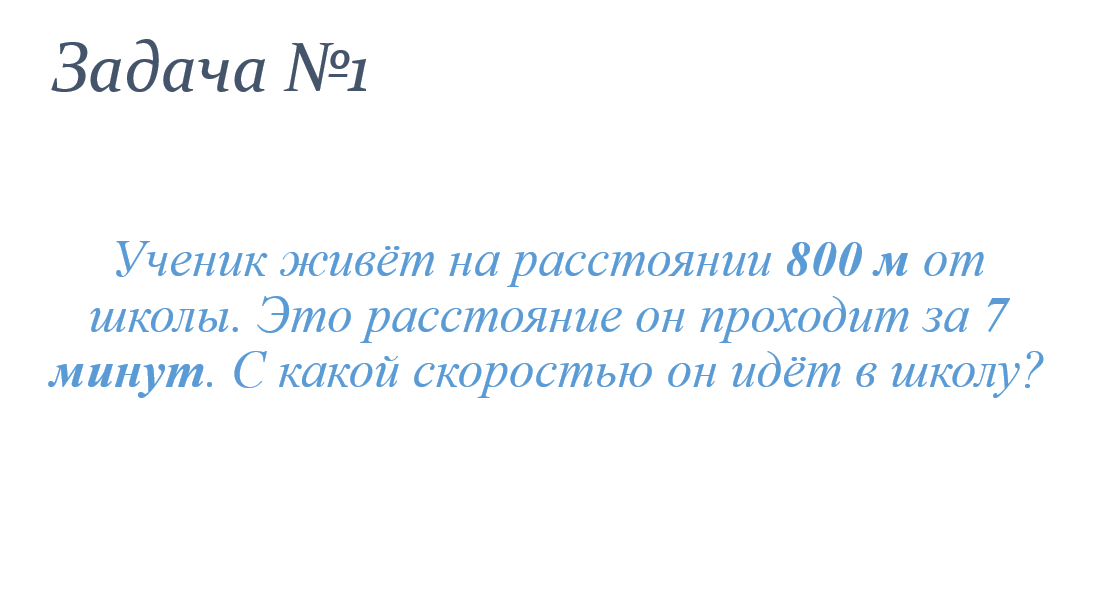 Задача №1
Ученик живёт на расстоянии 800 м от
школы. Это расстояние он проходит за 7
минут. С какой скоростью он идёт в школу?